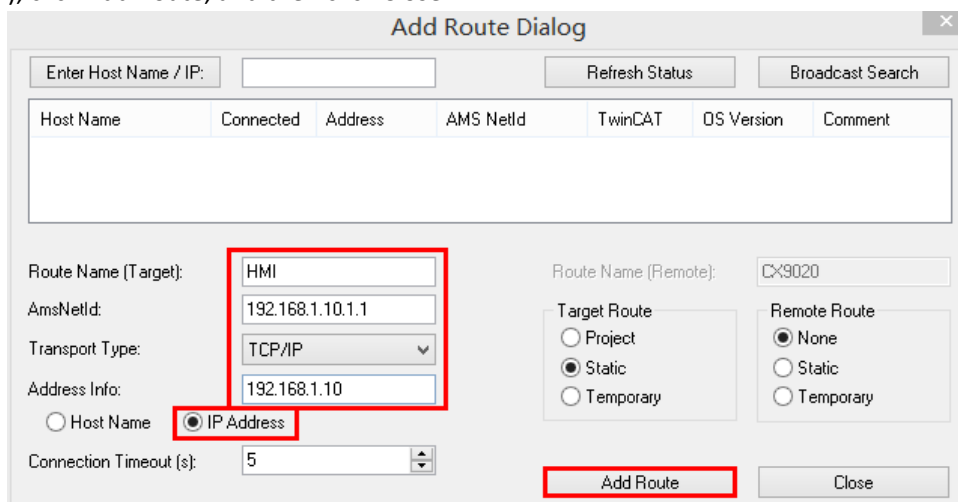 Add Route Dialog
Enter Host Name / IP: Refresh Status Broadcast Search
Host Name Connected Address AMS NetId TwinCAT OS Version Comment
Route Name (Target): HMI Route Name (Remote): CX9020
AmsNetId: 192.168.1.10.1.1 Target Route Remote Route
Transport Type: TCP/IP Project None
Address Info: 192.168.1.10 Static Static
Host Name IP Address Temporary Temporary
Connection Timeout (s): 5
Add Route Close